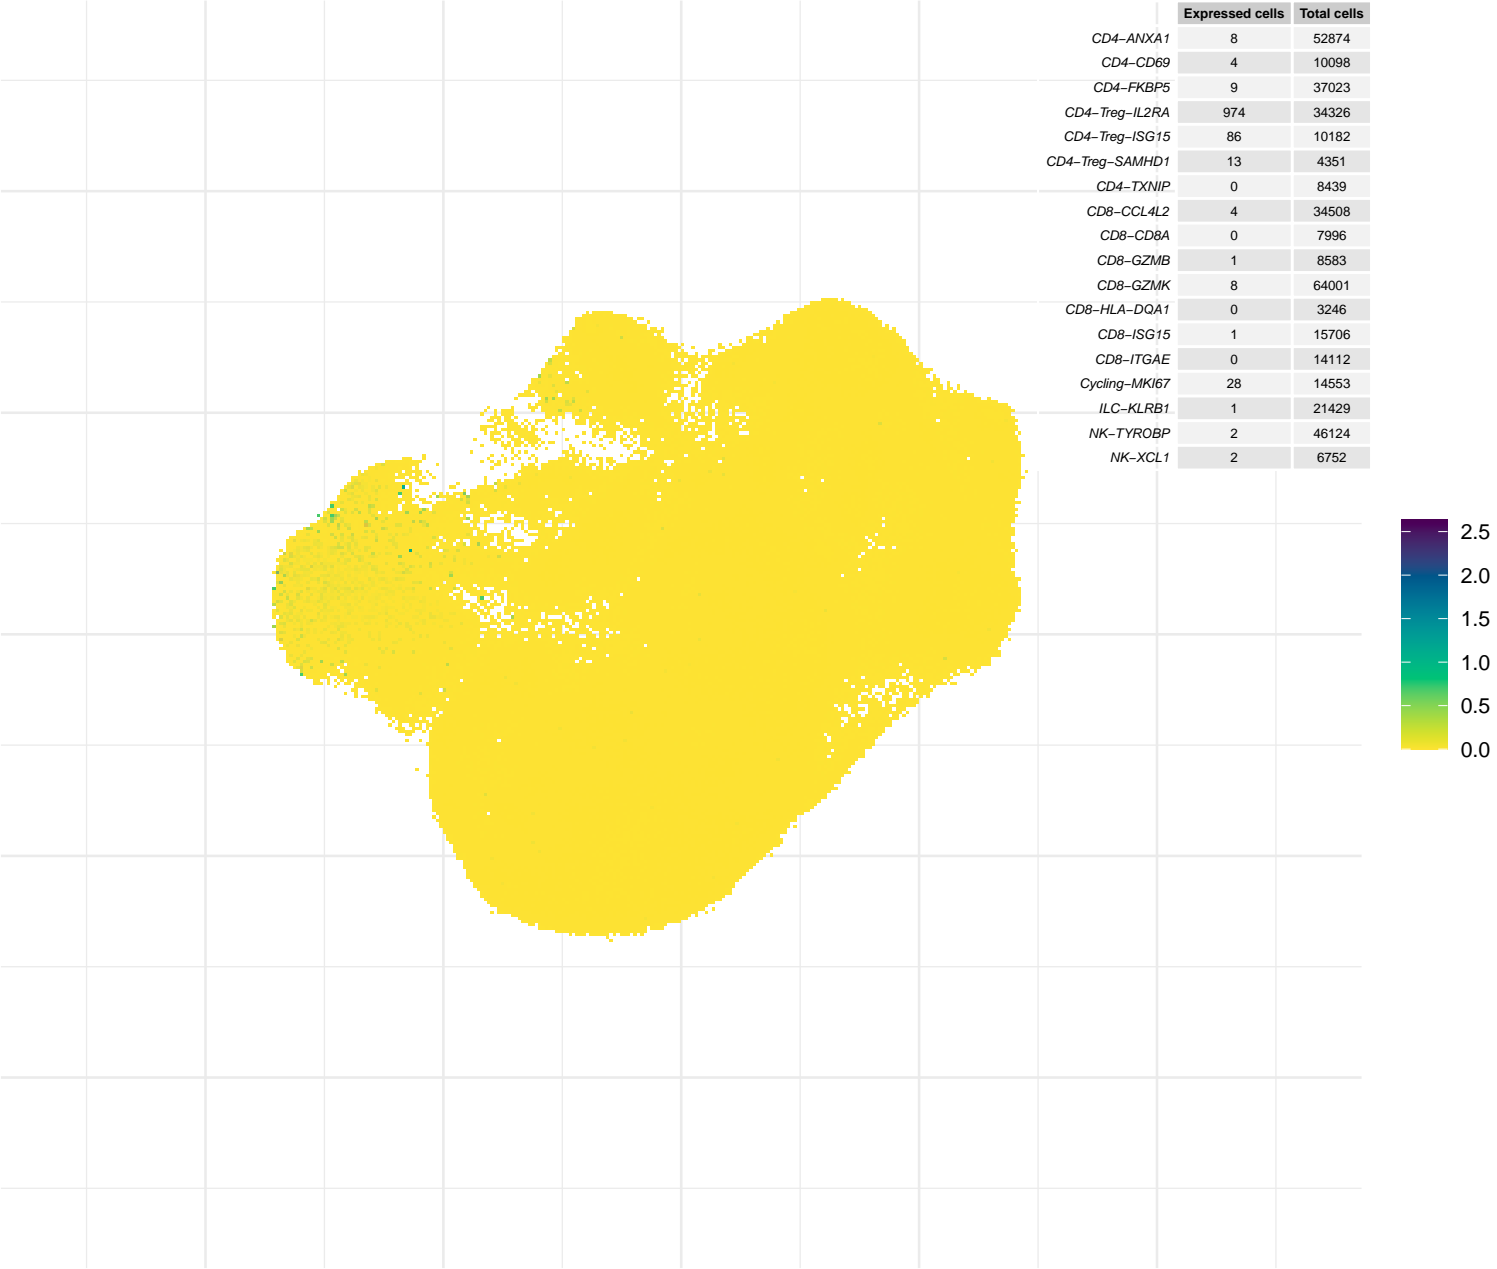 Expressed cells Total cells
CD4−ANXA1 8 52874
CD4−CD69 4 10098
CD4−FKBP5 9 37023
CD4−Treg−IL2RA 974 34326
CD4−Treg−ISG15 86 10182
CD4−Treg−SAMHD1 13 4351
CD4−TXNIP 0 8439
CD8−CCL4L2 4 34508
CD8−CD8A 0 7996
CD8−GZMB 1 8583
CD8−GZMK 8 64001
CD8−HLA−DQA1 0 3246
CD8−ISG15 1 15706
CD8−ITGAE 0 14112
Cycling−MKI67 28 14553
ILC−KLRB1 1 21429
NK−TYROBP 2 46124
NK−XCL1 2 6752
2.5
2.0
1.5
1.0
0.5
0.0